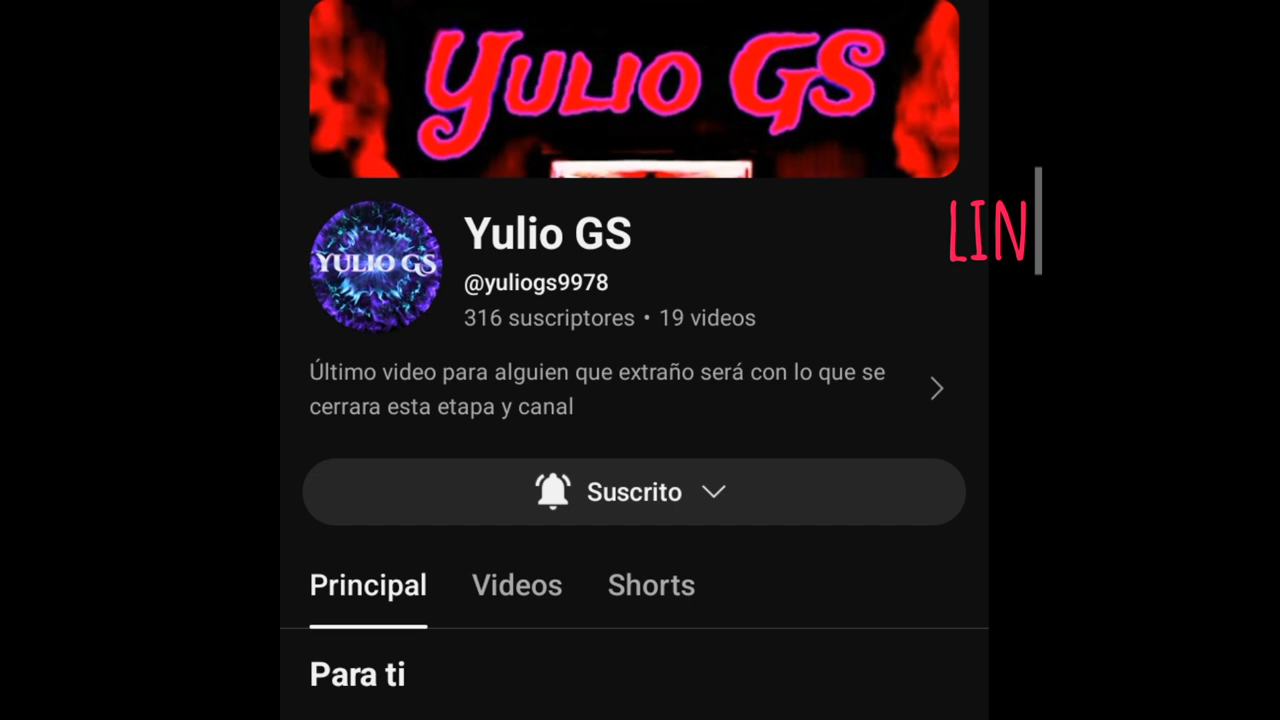 Yulio GS
YULIO GS
Yulio GS
@yuliogs9978
316 suscriptores • 19 videos
LIN
Último video para alguien que extraño será con lo que se
cerrara esta etapa y canal
Suscrito
Principal Videos Shorts
Para ti